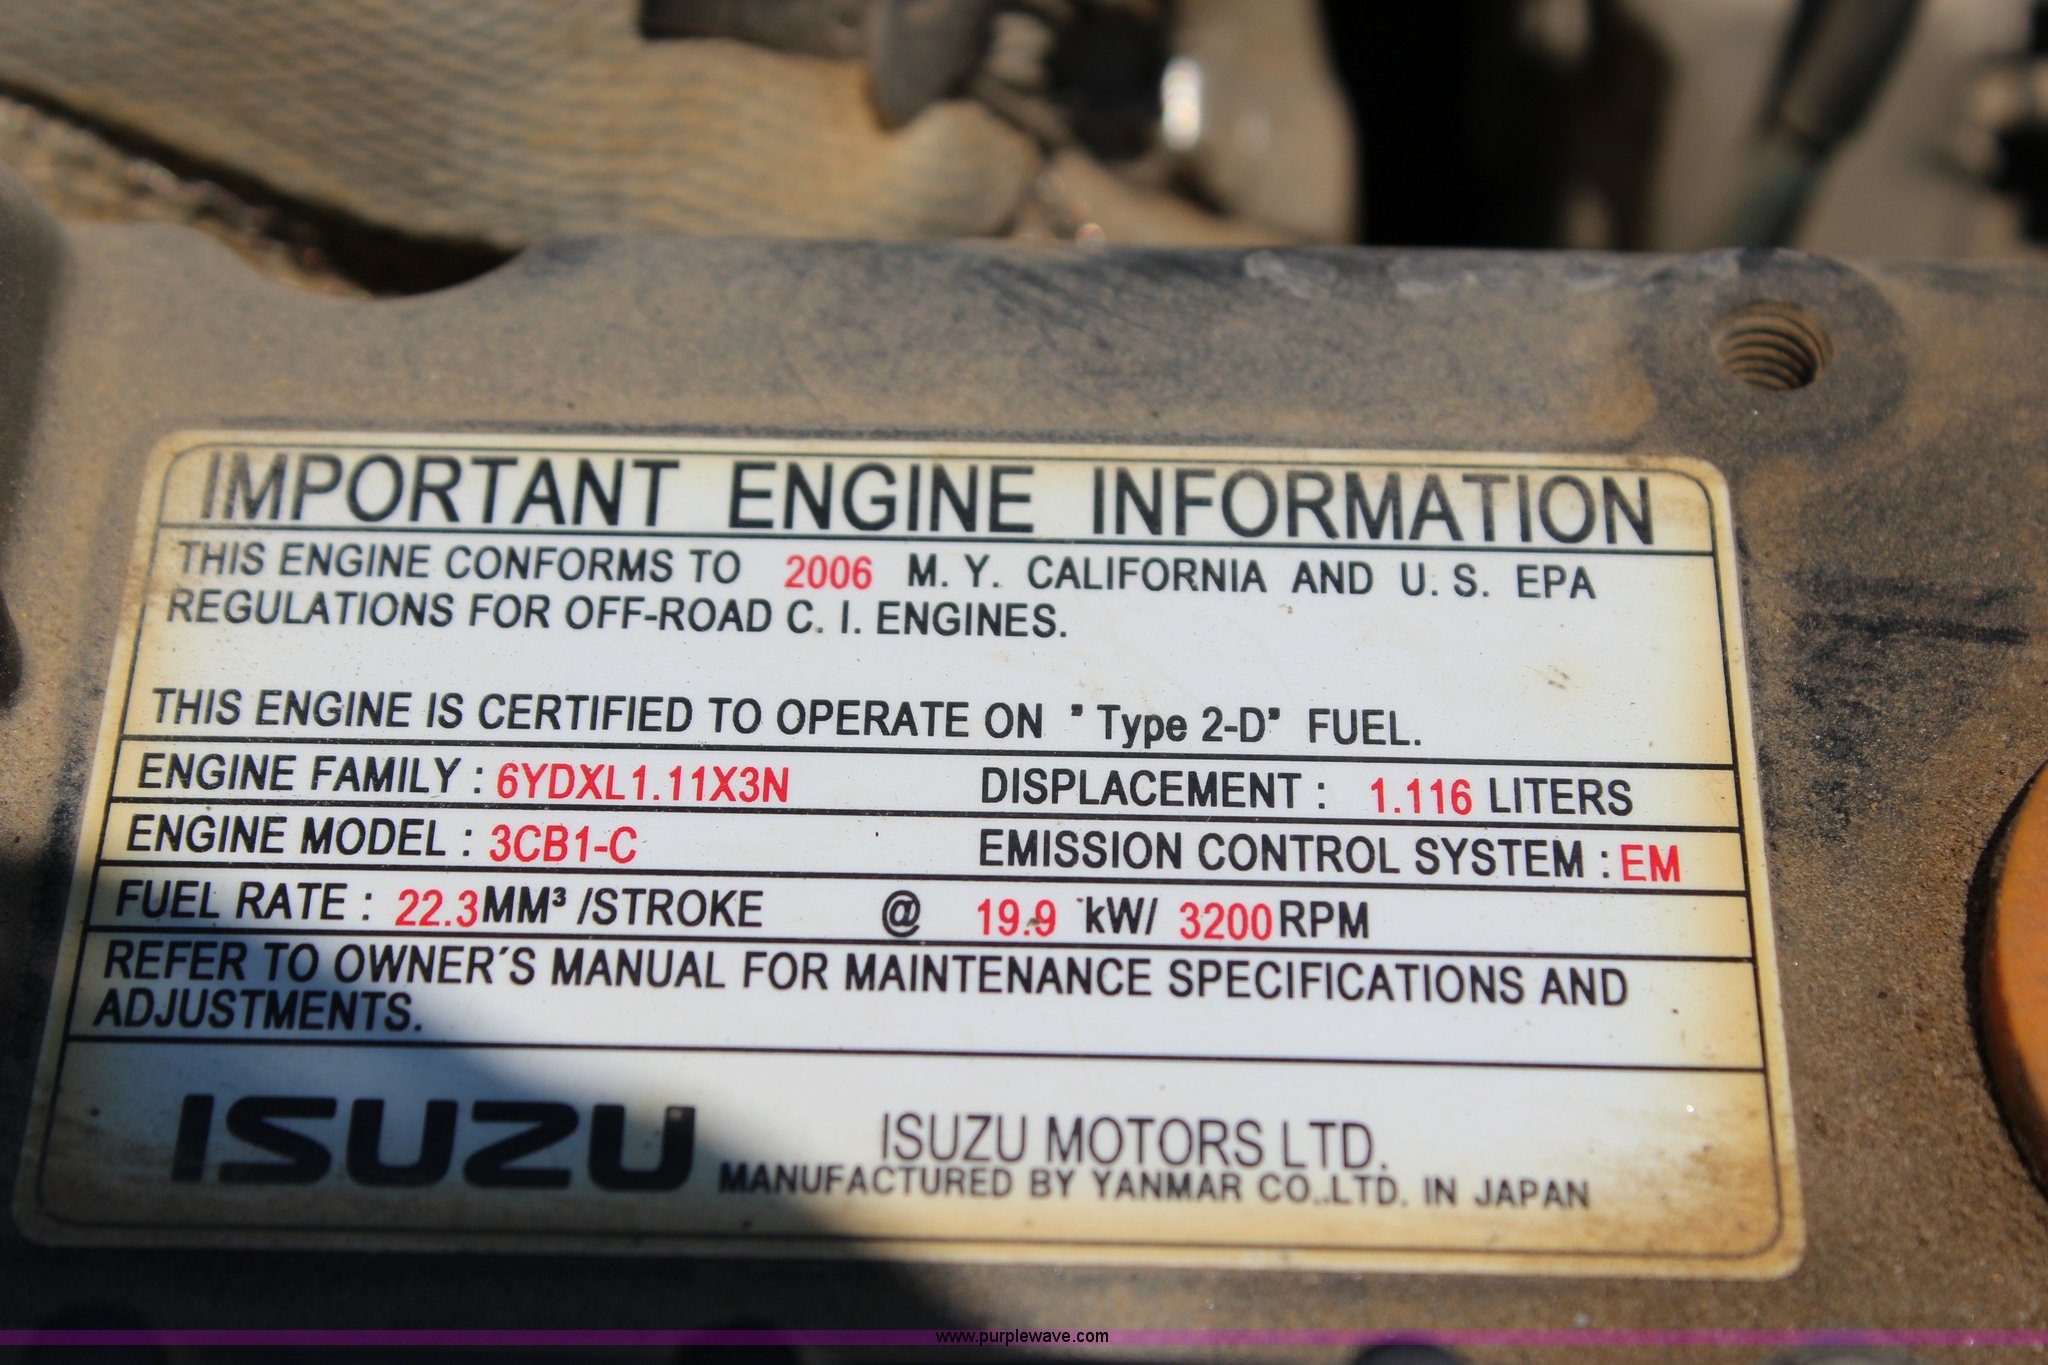 IMPORTANT ENGINE INFORMATION
THIS ENGINE CONFORMS TO 2006 M. Y. CALIFORNIA AND U. S. EPA
REGULATIONS FOR OFF-ROAD C. I. ENGINES.
THIS ENGINE IS CERTIFIED TO OPERATE ON "Type 2-D" FUEL.
ENGINE FAMILY : 6YDXL1.11X3N DISPLACEMENT : 1.116 LITERS
ENGINE MODEL : 3CB1-C EMISSION CONTROL SYSTEM : EM
FUEL RATE : 22.3MM³ /STROKE @ 19.9 kW/ 3200RPM
REFER TO OWNER'S MANUAL FOR MAINTENANCE SPECIFICATIONS AND
ADJUSTMENTS.
ISUZU
ISUZU MOTORS LTD.
MANUFACTURED BY YANMAR CO.,LTD. IN JAPAN
www.purplewave.com